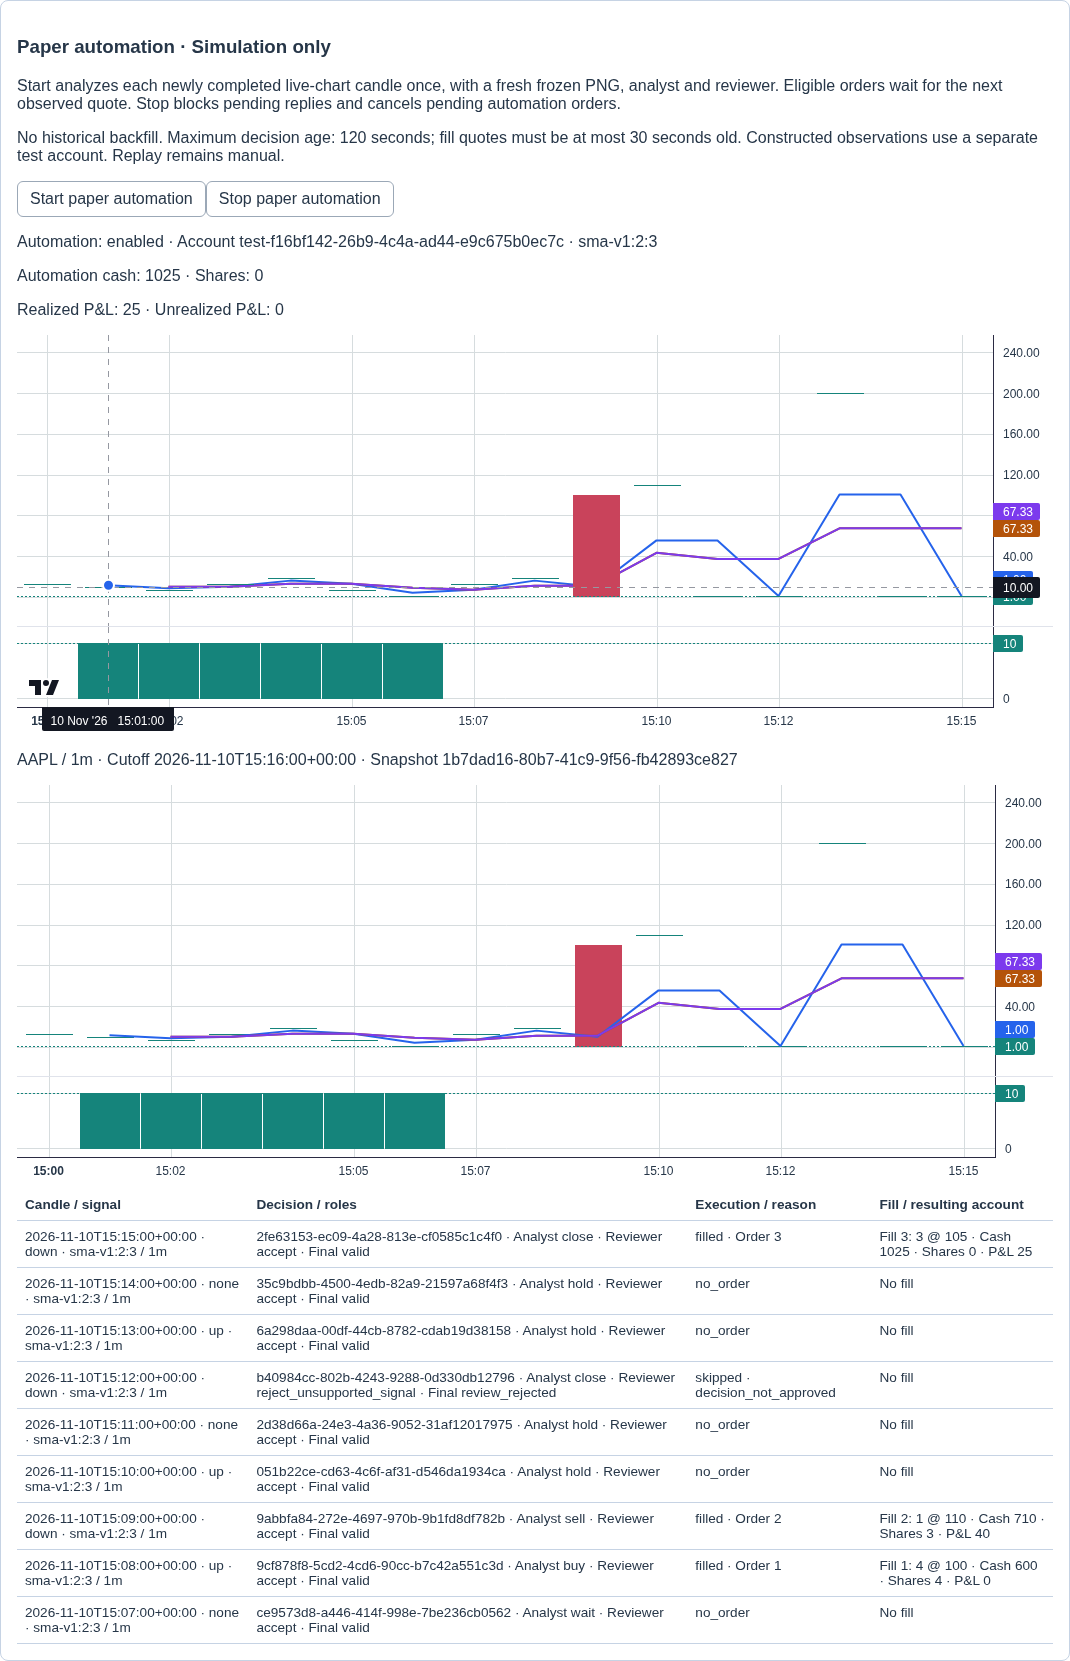 Paper automation · Simulation only
Start analyzes each newly completed live-chart candle once, with a fresh frozen PNG, analyst and reviewer. Eligible orders wait for the next
observed quote. Stop blocks pending replies and cancels pending automation orders.
No historical backfill. Maximum decision age: 120 seconds; fill quotes must be at most 30 seconds old. Constructed observations use a separate
test account. Replay remains manual.
Start paper automation Stop paper automation
Automation: enabled · Account test-f16bf142-26b9-4c4a-ad44-e9c675b0ec7c · sma-v1:2:3
Automation cash: 1025 · Shares: 0
Realized P&L: 25 · Unrealized P&L: 0
240.00
200.00
160.00
120.00
67.33
67.33
40.00
10.00
10
0
10 Nov '26 15:01:00 15:05 15:07 15:10 15:12 15:15
AAPL / 1m · Cutoff 2026-11-10T15:16:00+00:00 · Snapshot 1b7dad16-80b7-41c9-9f56-fb42893ce827
240.00
200.00
160.00
120.00
67.33
67.33
40.00
1.00
1.00
10
0
15:00 15:02 15:05 15:07 15:10 15:12 15:15
Candle / signal Decision / roles Execution / reason Fill / resulting account
2026-11-10T15:15:00+00:00 · 2fe63153-ec09-4a28-813e-cf0585c1c4f0 · Analyst close · Reviewer filled · Order 3 Fill 3: 3 @ 105 · Cash
down · sma-v1:2:3 / 1m accept · Final valid 1025 · Shares 0 · P&L 25
2026-11-10T15:14:00+00:00 · none 35c9bdbb-4500-4edb-82a9-21597a68f4f3 · Analyst hold · Reviewer no_order No fill
· sma-v1:2:3 / 1m accept · Final valid
2026-11-10T15:13:00+00:00 · up · 6a298daa-00df-44cb-8782-cdab19d38158 · Analyst hold · Reviewer no_order No fill
sma-v1:2:3 / 1m accept · Final valid
2026-11-10T15:12:00+00:00 · b40984cc-802b-4243-9288-0d330db12796 · Analyst close · Reviewer skipped · No fill
down · sma-v1:2:3 / 1m reject_unsupported_signal · Final review_rejected decision_not_approved
2026-11-10T15:11:00+00:00 · none 2d38d66a-24e3-4a36-9052-31af12017975 · Analyst hold · Reviewer no_order No fill
· sma-v1:2:3 / 1m accept · Final valid
2026-11-10T15:10:00+00:00 · up · 051b22ce-cd63-4c6f-af31-d546da1934ca · Analyst hold · Reviewer no_order No fill
sma-v1:2:3 / 1m accept · Final valid
2026-11-10T15:09:00+00:00 · 9abbfa84-272e-4697-970b-9b1fd8df782b · Analyst sell · Reviewer filled · Order 2 Fill 2: 1 @ 110 · Cash 710 ·
down · sma-v1:2:3 / 1m accept · Final valid Shares 3 · P&L 40
2026-11-10T15:08:00+00:00 · up · 9cf878f8-5cd2-4cd6-90cc-b7c42a551c3d · Analyst buy · Reviewer filled · Order 1 Fill 1: 4 @ 100 · Cash 600
sma-v1:2:3 / 1m accept · Final valid · Shares 4 · P&L 0
2026-11-10T15:07:00+00:00 · none ce9573d8-a446-414f-998e-7be236cb0562 · Analyst wait · Reviewer no_order No fill
· sma-v1:2:3 / 1m accept · Final valid